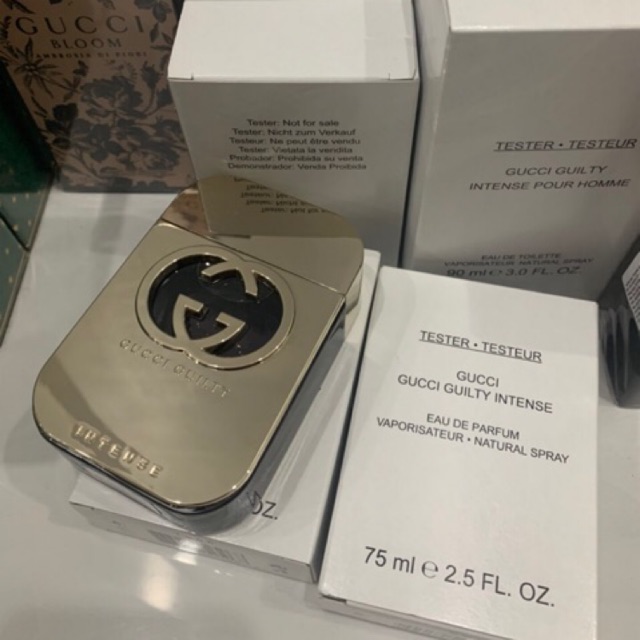 GUCCI
BLOOM
Tester: Not for sale
Tester: Nicht zum Verkauf
Testeur: Ne peut être vendu
Tester: Vietata la vendita
Probador: Prohibida su venta
Demonstrador: Venda Proibida
TESTER • TESTEUR
GUCCI GUILTY
INTENSE POUR HOMME
EAU DE TOILETTE
VAPORISATEUR NATURAL SPRAY
90 ml e 3.0 FL. OZ
GUCCI GUILTY
INTENSE
OZ.
TESTER • TESTEUR
GUCCI
GUCCI GUILTY INTENSE
EAU DE PARFUM
VAPORISATEUR • NATURAL SPRAY
75 ml e 2.5 FL. OZ.